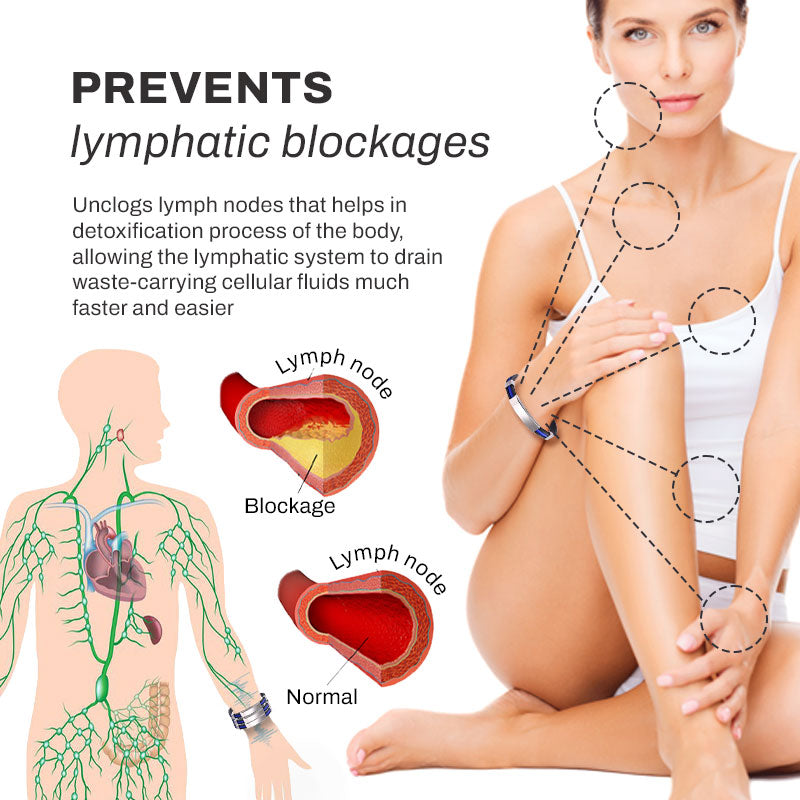 PREVENTS
lymphatic blockages
Unclogs lymph nodes that helps in
detoxification process of the body,
allowing the lymphatic system to drain
waste-carrying cellular fluids much
faster and easier
Lymph node
Blockage
Lymph node
Normal